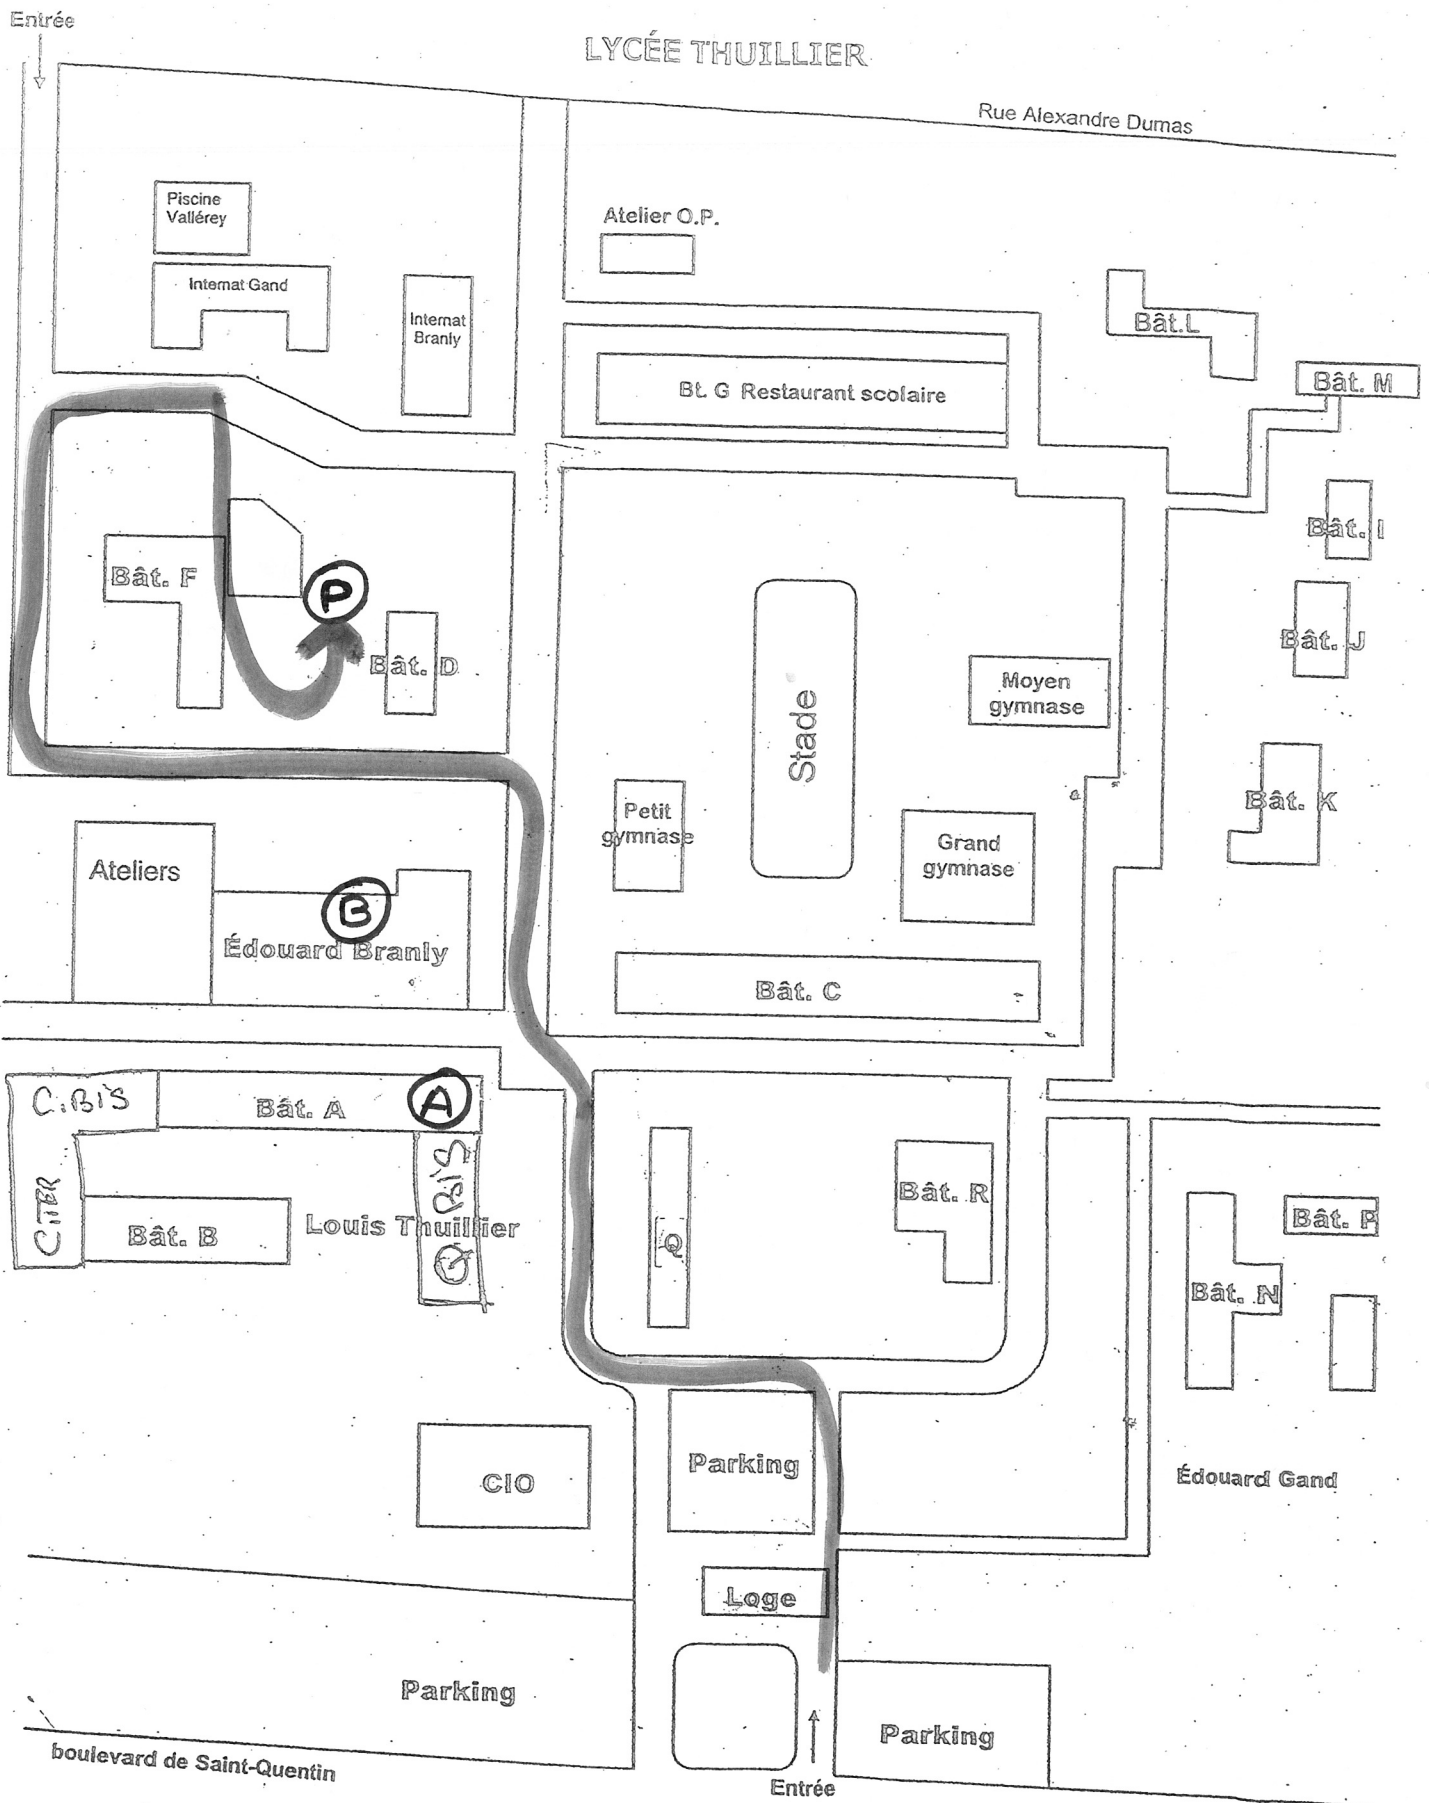 Entrée
LYCÉE THUILLIER
Rue Alexandre Dumas
Piscine
Vallérey
Atelier O.P.
Internat Gand
Internat
Branly
Bât.L
Bt. G Restaurant scolaire
Bât. M
Bât. I
Bât. F
P
Bât. D
Bât. J
Stade
Moyen
gymnase
Petit
gymnase
Bât. K
Grand
gymnase
Ateliers
B
Édouard Branly
Bât. C
C.BiS
Bât. A
A
CITER
Q BiS
Bât. B
Louis Thuillier
Q
Bât. R
Bât. P
Bât. N
CIO
Parking
Édouard Gand
Loge
Parking
Parking
boulevard de Saint-Quentin
Entrée